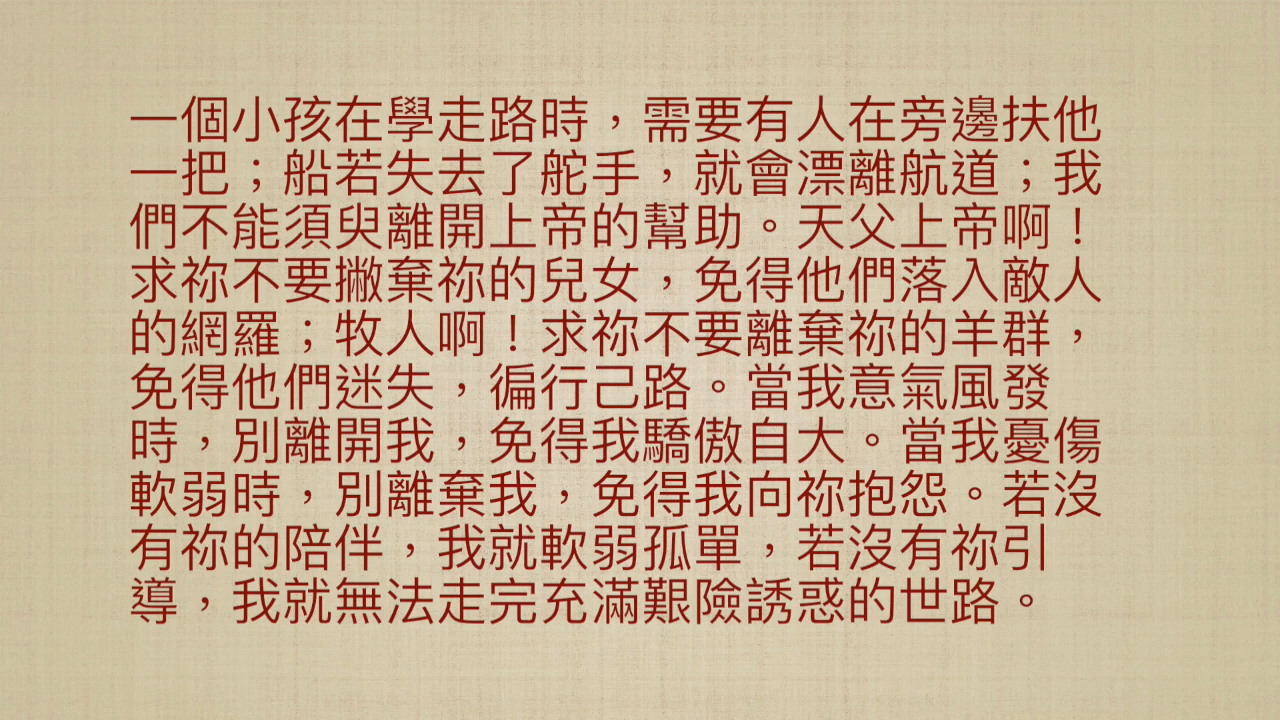 一個小孩在學走路時，需要有人在旁邊扶他
一把；船若失去了舵手，就會漂離航道；我
們不能須臾離開上帝的幫助。天父上帝啊！
求祢不要撇棄祢的兒女，免得他們落入敵人
的網羅；牧人啊！求祢不要離棄祢的羊群，
免得他們迷失，徧行己路。當我意氣風發
時，別離開我，免得我驕傲自大。當我憂傷
軟弱時，別離棄我，免得我向祢抱怨。若沒
有祢的陪伴，我就軟弱孤單，若沒有祢引
導，我就無法走完充滿艱險誘惑的世路。